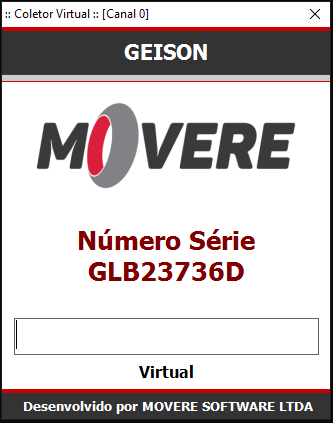 :: Coletor Virtual :: [Canal 0]
GEISON
MOVERE
Número Série
GLB23736D
Virtual
Desenvolvido por MOVERE SOFTWARE LTDA